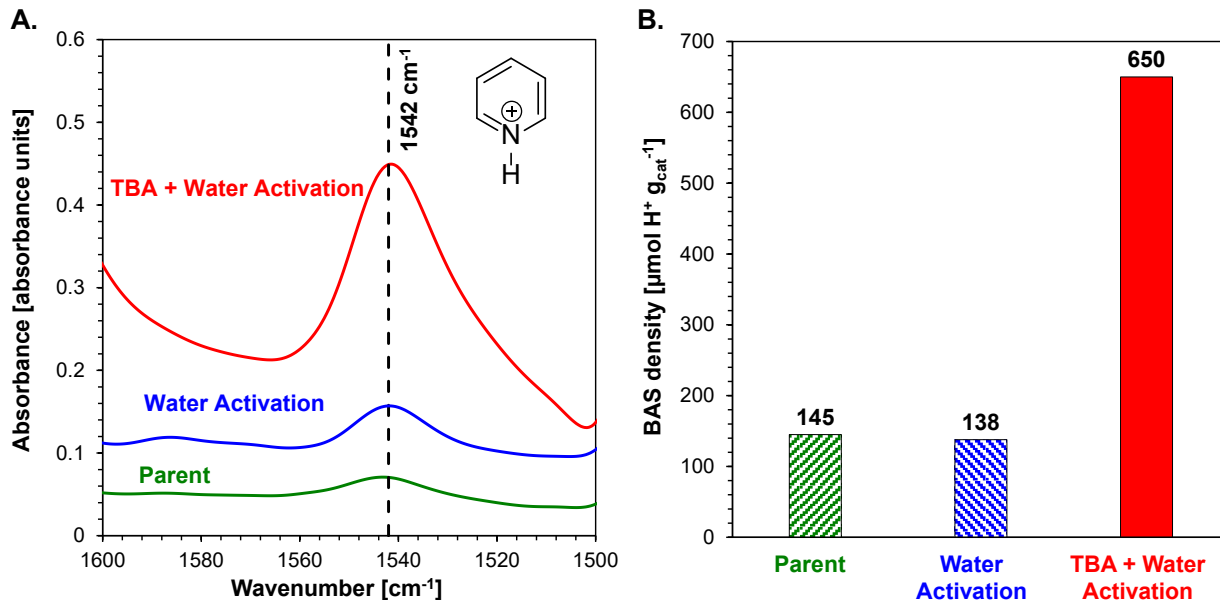 A.
Absorbance [absorbance units]
0.6
0.5
0.4
0.3
0.2
0.1
0
1600
1580
1560
1540
1520
1500
Wavenumber [cm⁻¹]
1542 cm⁻¹
TBA + Water Activation
Water Activation
Parent
+
N
H
B.
BAS density [µmol H⁺ g_cat⁻¹]
700
600
500
400
300
200
100
0
145
138
650
Parent
Water
Activation
TBA + Water
Activation